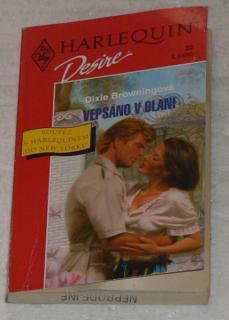 HARLEQUIN
Desire
Dixie Browningová
VEPSÁNO V DLANI
SOUTĚŽ
S HARLEQUINEM
DO NEW YORKU
NEPRODEJNÉ